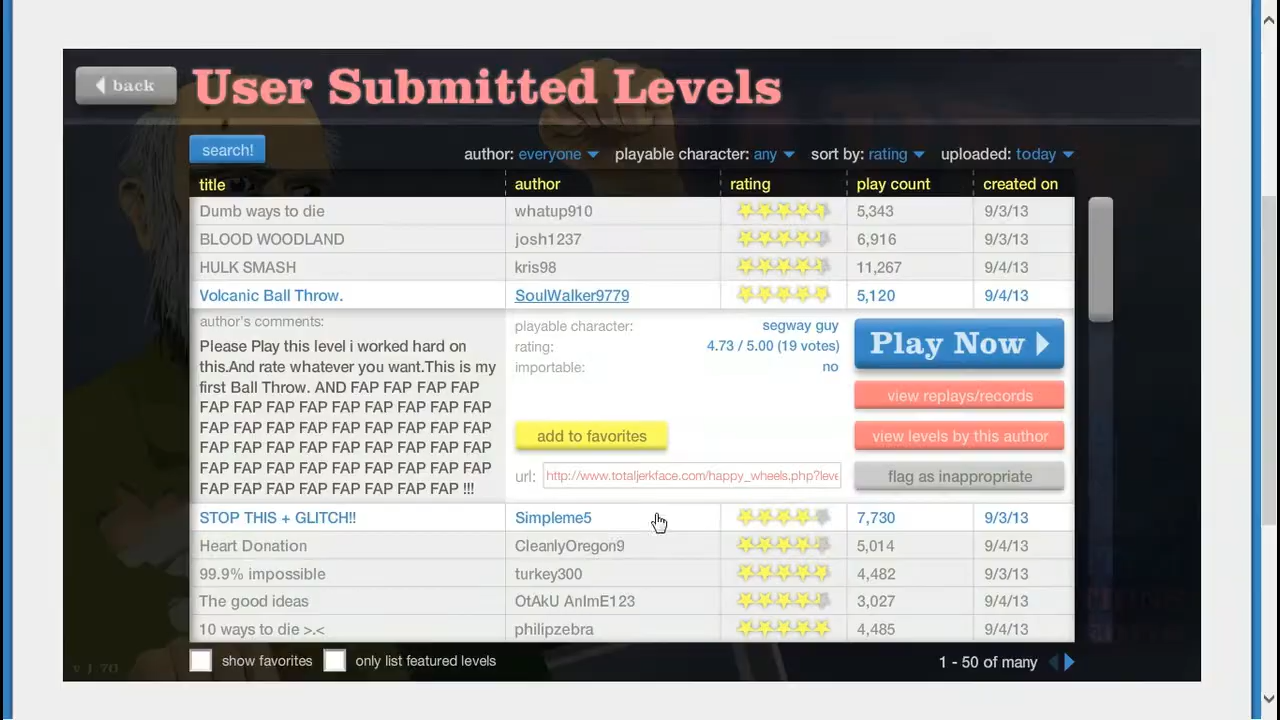 back
User Submitted Levels
search!
author: everyone playable character: any sort by: rating uploaded: today
title author rating play count created on
Dumb ways to die whatup910 5,343 9/3/13
BLOOD WOODLAND josh1237 6,916 9/3/13
HULK SMASH kris98 11,267 9/4/13
Volcanic Ball Throw. SoulWalker9779 5,120 9/4/13
author's comments:
Please Play this level i worked hard on
this.And rate whatever you want.This is my
first Ball Throw. AND FAP FAP FAP FAP
FAP FAP FAP FAP FAP FAP FAP FAP FAP
FAP FAP FAP FAP FAP FAP FAP FAP FAP
FAP FAP FAP FAP FAP FAP FAP FAP FAP
FAP FAP FAP FAP FAP FAP FAP FAP FAP
FAP FAP FAP FAP FAP FAP FAP FAP !!!
playable character: segway guy
rating: 4.73 / 5.00 (19 votes)
importable: no
add to favorites
url: http://www.totaljerkface.com/happy_wheels.php?leve
Play Now
view replays/records
view levels by this author
flag as inappropriate
STOP THIS + GLITCH!! Simpleme5 7,730 9/3/13
Heart Donation CleanlyOregon9 5,014 9/4/13
99.9% impossible turkey300 4,482 9/3/13
The good ideas OtAkU AnImE123 3,027 9/4/13
10 ways to die >.< philipzebra 4,485 9/4/13
show favorites only list featured levels 1 - 50 of many
v 1.70